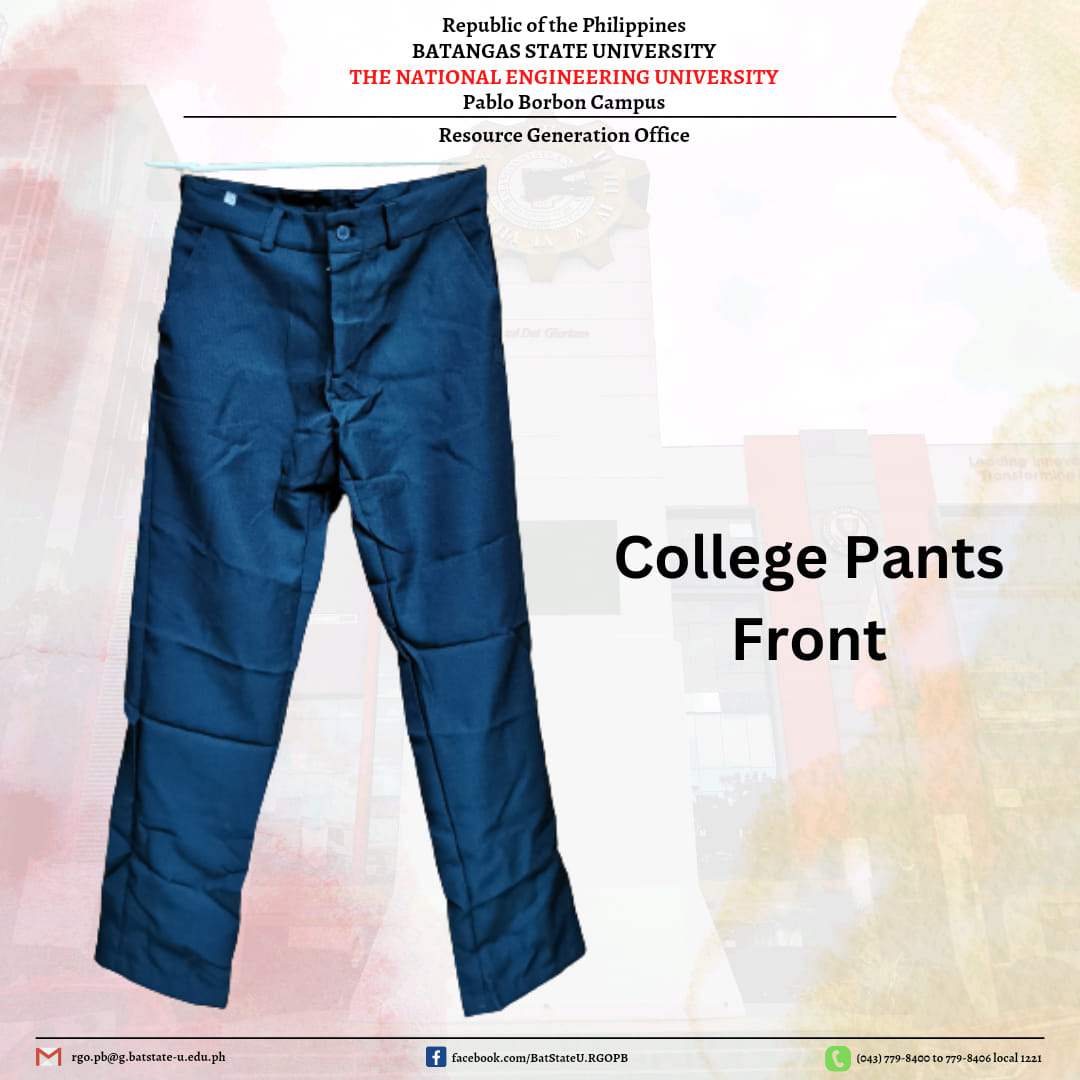 Republic of the Philippines
BATANGAS STATE UNIVERSITY
THE NATIONAL ENGINEERING UNIVERSITY
Pablo Borbon Campus
Resource Generation Office
College Pants
Front
rgo.pb@g.batstate-u.edu.ph
facebook.com/BatStateU.RGOPB
(043) 779-8400 to 779-8406 local 1221